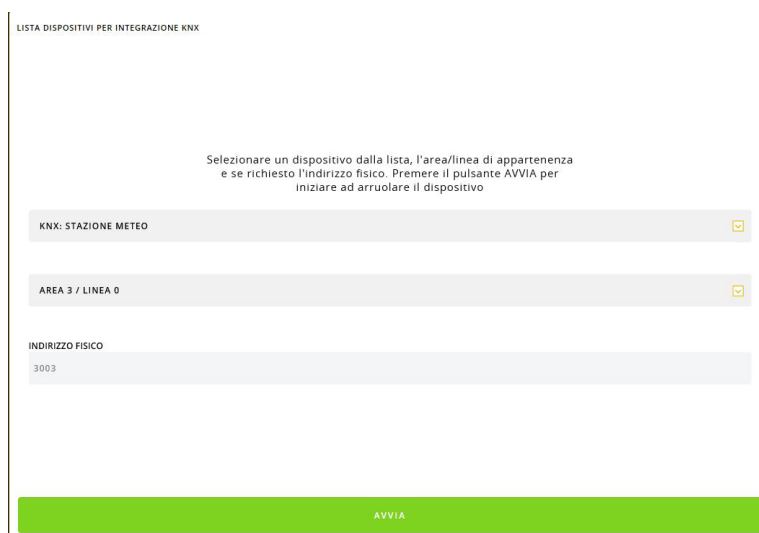 LISTA DISPOSITIVI PER INTEGRAZIONE KNX
Selezionare un dispositivo dalla lista, l'area/linea di appartenenza
e se richiesto l'indirizzo fisico. Premere il pulsante AVVIA per
iniziare ad arruolare il dispositivo
KNX: STAZIONE METEO
AREA 3 / LINEA 0
INDIRIZZO FISICO
3003
AVVIA